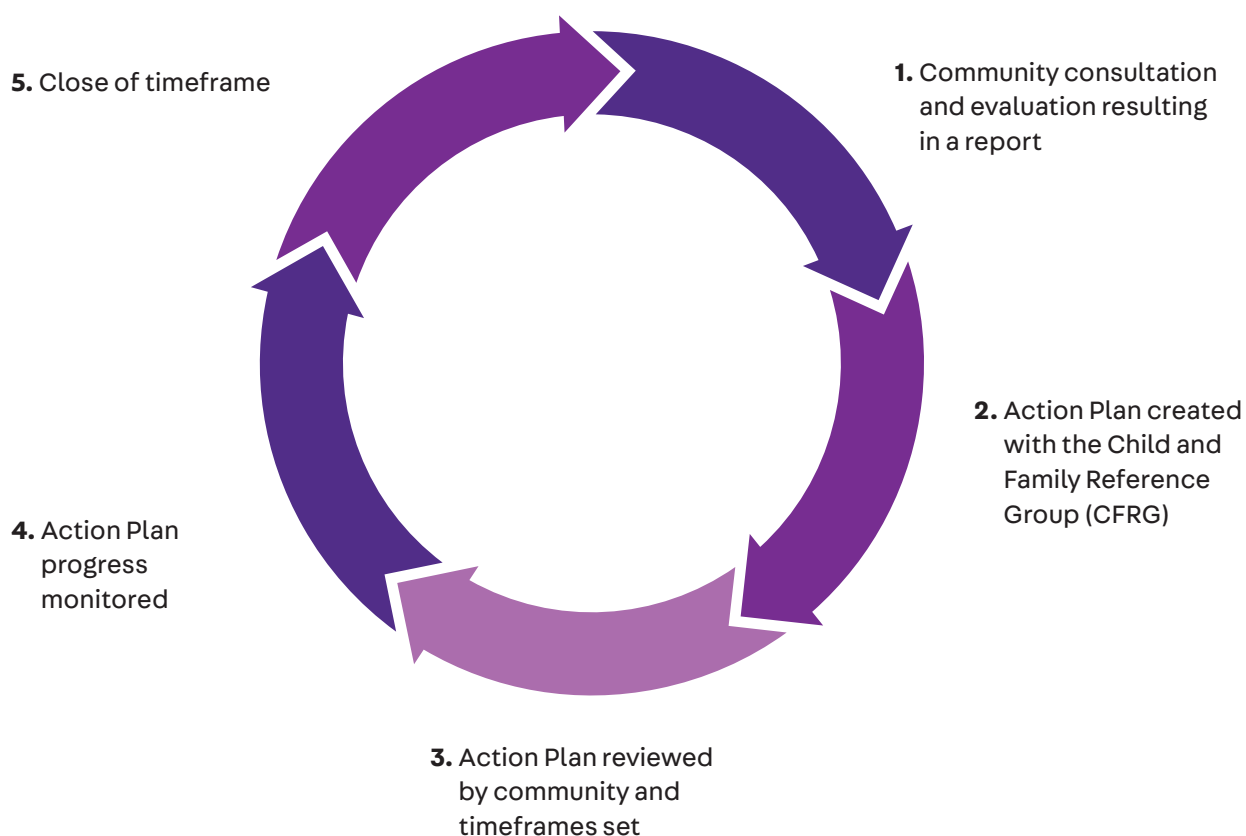 1. Community consultation
and evaluation resulting
in a report
2. Action Plan created
with the Child and
Family Reference
Group (CFRG)
3. Action Plan reviewed
by community and
timeframes set
4. Action Plan
progress
monitored
5. Close of timeframe